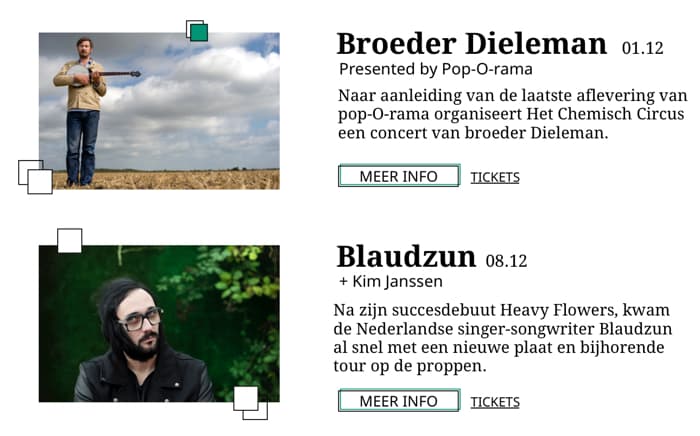 Broeder Dieleman 01.12
Presented by Pop-O-rama
Naar aanleiding van de laatste aflevering van
pop-O-rama organiseert Het Chemisch Circus
een concert van broeder Dieleman.
MEER INFO TICKETS
Blaudzun 08.12
+ Kim Janssen
Na zijn succesdebuut Heavy Flowers, kwam
de Nederlandse singer-songwriter Blaudzun
al snel met een nieuwe plaat en bijhorende
tour op de proppen.
MEER INFO TICKETS